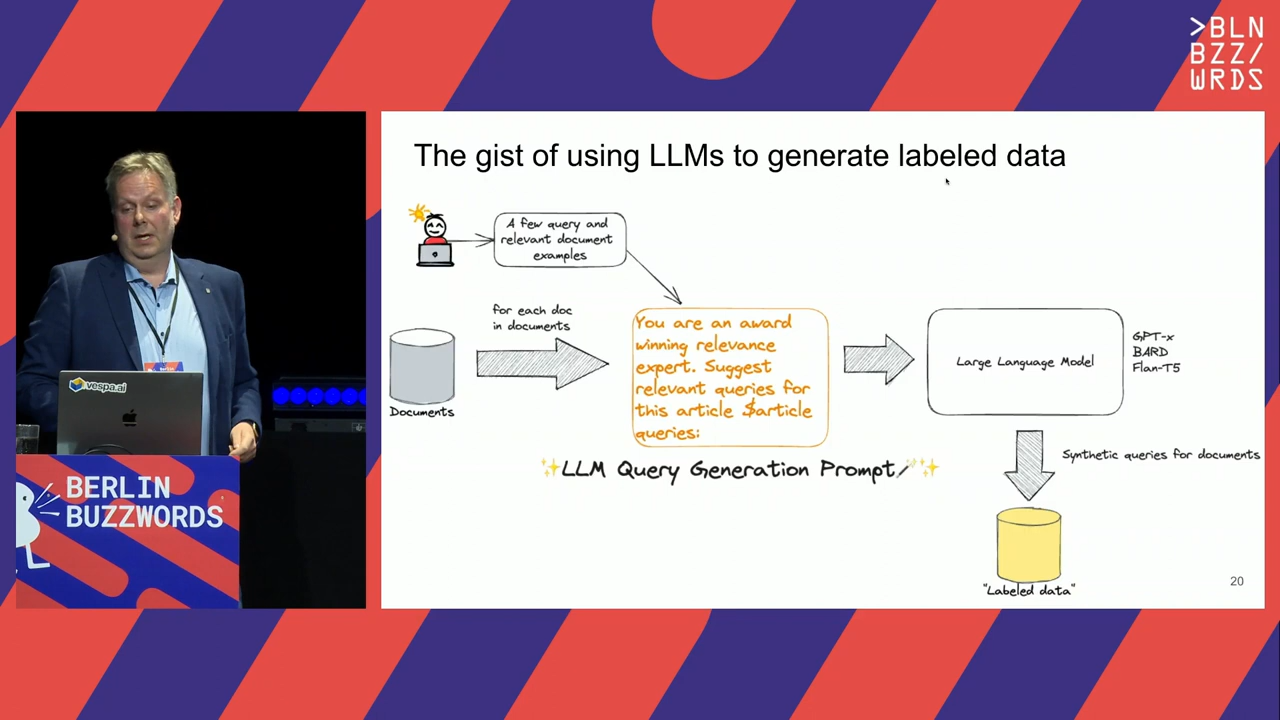 >BLN
BZZ/
WRDS
The gist of using LLMs to generate labeled data
A few query and
relevant document
examples
for each doc
in documents
Documents
You are an award
winning relevance
expert. Suggest
relevant queries for
this article $article
queries:
✨LLM Query Generation Prompt🪄✨
Large Language Model
GPT-x
BARD
Flan-T5
Synthetic queries for documents
"Labeled data"
20
berlin
vespa.ai
BERLIN
BUZZWORDS